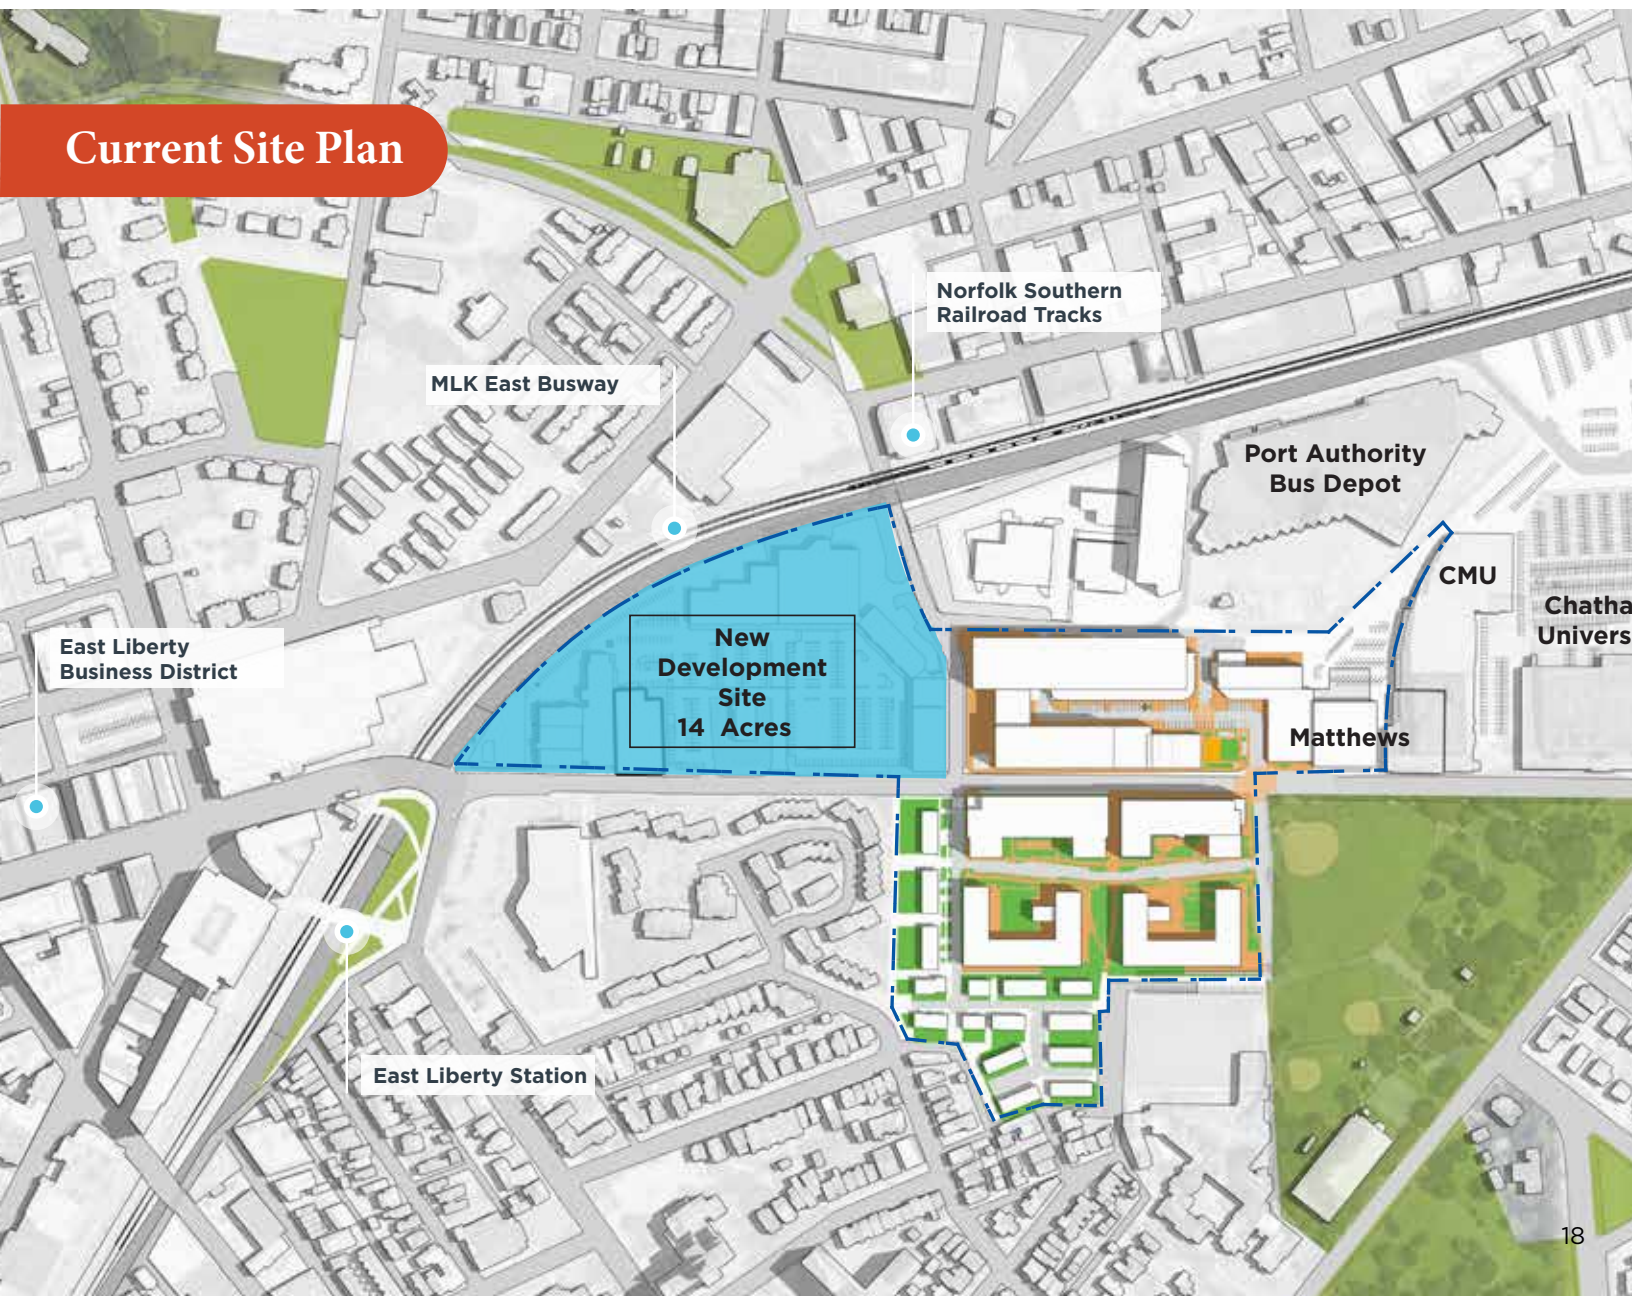 Current Site Plan
Norfolk Southern
Railroad Tracks
MLK East Busway
Port Authority
Bus Depot
CMU
Chatha
Univers
New
Development
Site
14 Acres
East Liberty
Business District
Matthews
East Liberty Station
18